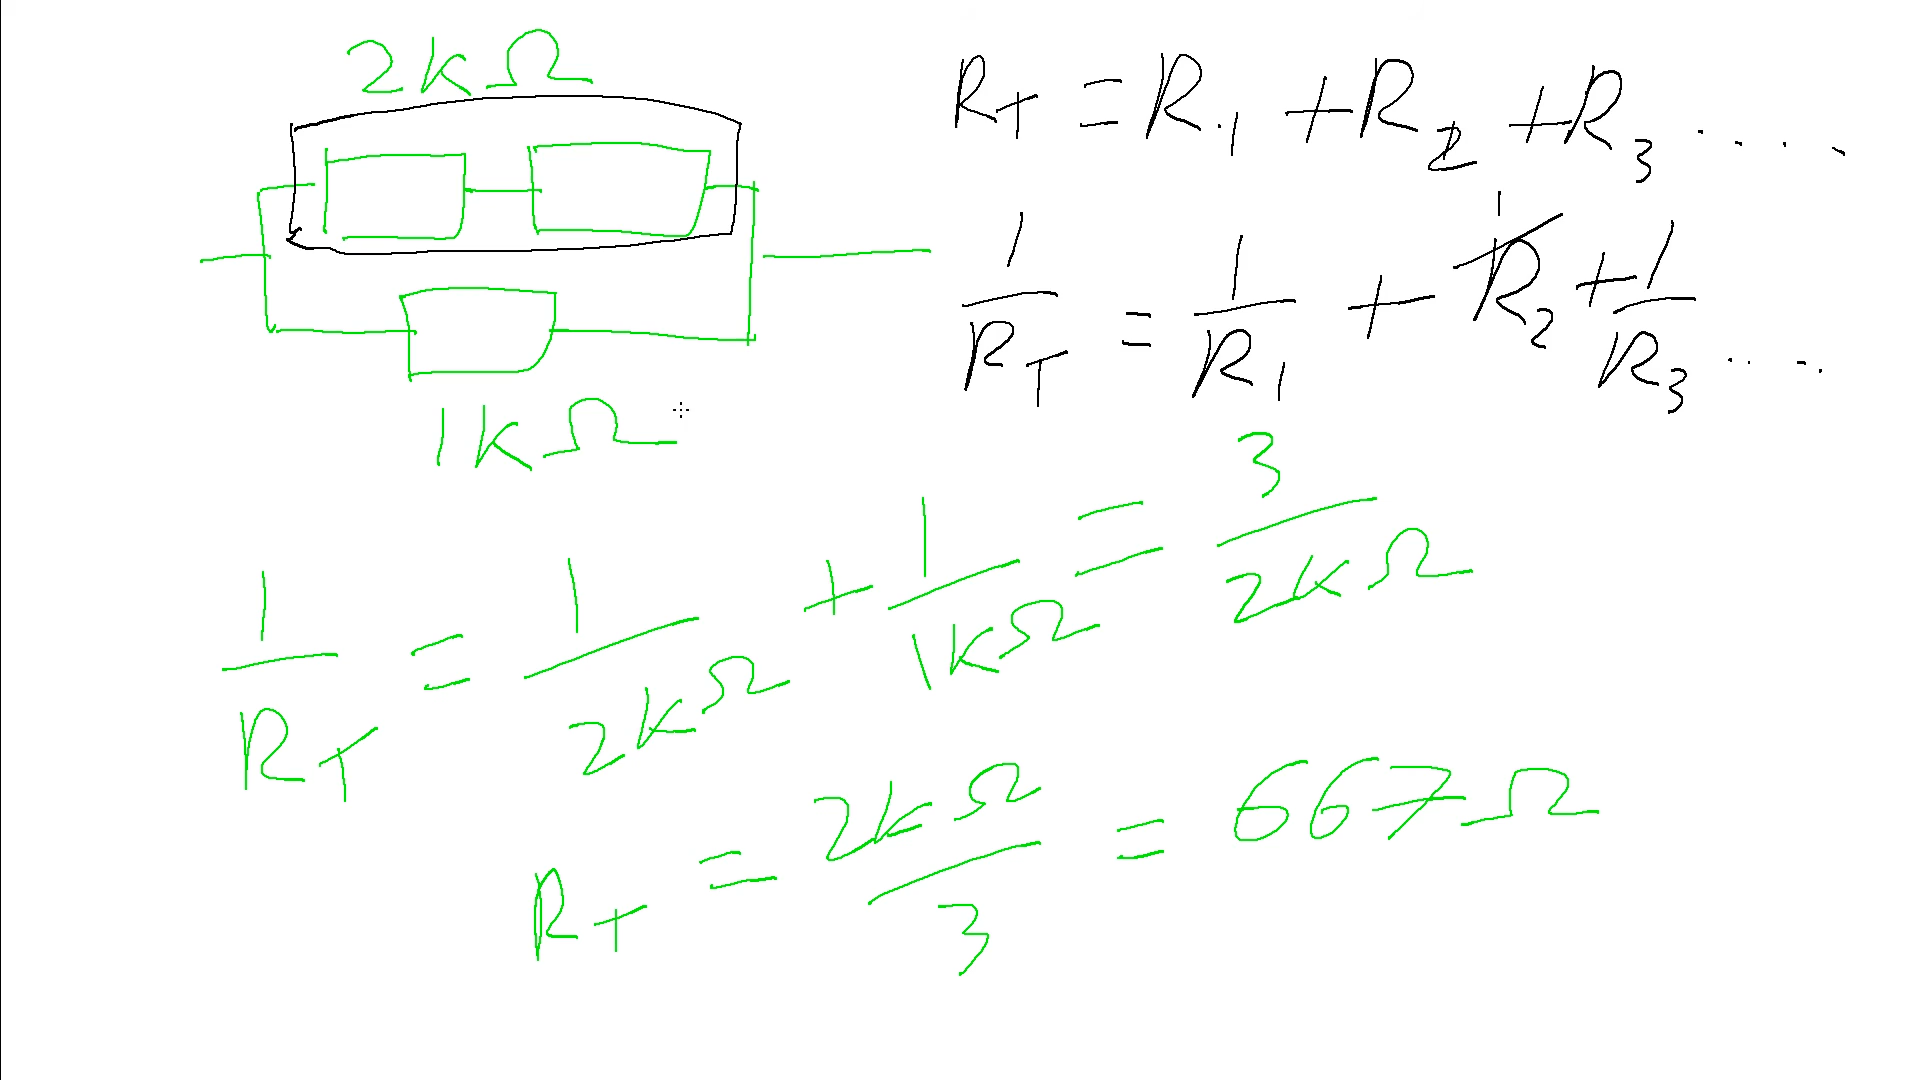 2kΩ
R_T = R_1 + R_2 + R_3 .....
1/R_T = 1/R_1 + 1/R_2 + 1/R_3 .....
1kΩ
1/R_T = 1/2kΩ + 1/1kΩ = 3/2kΩ
R_T = 2kΩ/3 = 667Ω